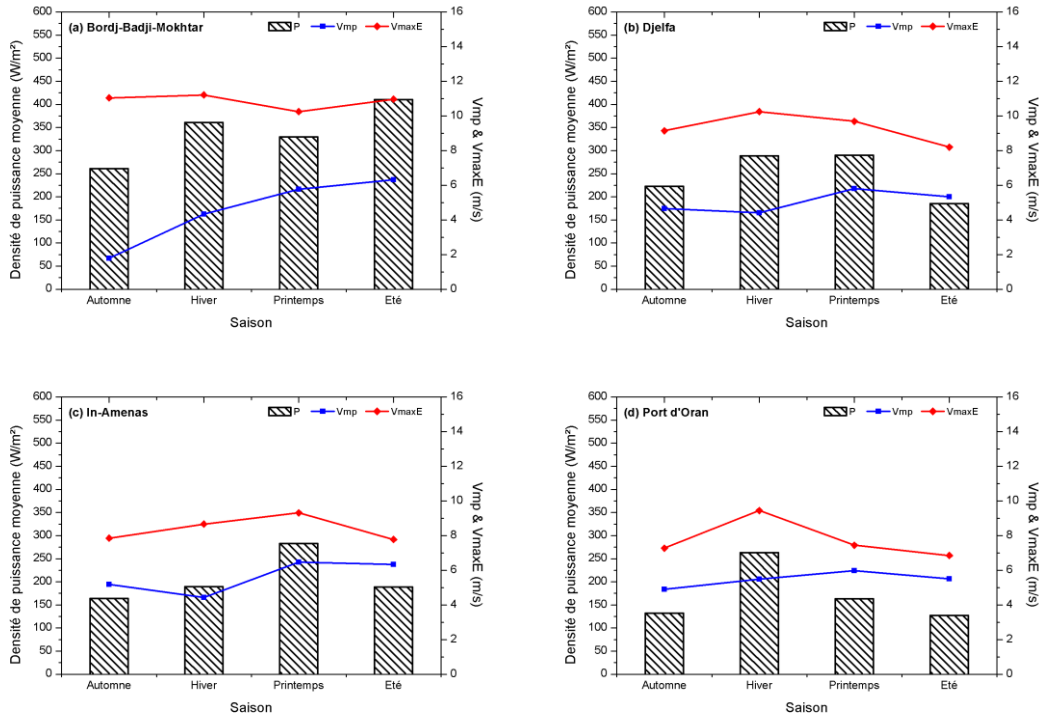 (a) Bordj-Badji-Mokhtar
P
Vmp
VmaxE
Densité de puissance moyenne (W/m²)
600
550
500
450
400
350
300
250
200
150
100
50
0
16
14
12
10
8
6
4
2
0
Vmp & VmaxE (m/s)
Automne
Hiver
Printemps
Eté
Saison
(b) Djelfa
P
Vmp
VmaxE
Densité de puissance moyenne (W/m²)
600
550
500
450
400
350
300
250
200
150
100
50
0
16
14
12
10
8
6
4
2
0
Vmp & VmaxE (m/s)
Automne
Hiver
Printemps
Eté
Saison
(c) In-Amenas
P
Vmp
VmaxE
Densité de puissance moyenne (W/m²)
600
550
500
450
400
350
300
250
200
150
100
50
0
16
14
12
10
8
6
4
2
0
Vmp & VmaxE (m/s)
Automne
Hiver
Printemps
Eté
Saison
(d) Port d'Oran
P
Vmp
VmaxE
Densité de puissance moyenne (W/m²)
600
550
500
450
400
350
300
250
200
150
100
50
0
16
14
12
10
8
6
4
2
0
Vmp & VmaxE (m/s)
Automne
Hiver
Printemps
Eté
Saison